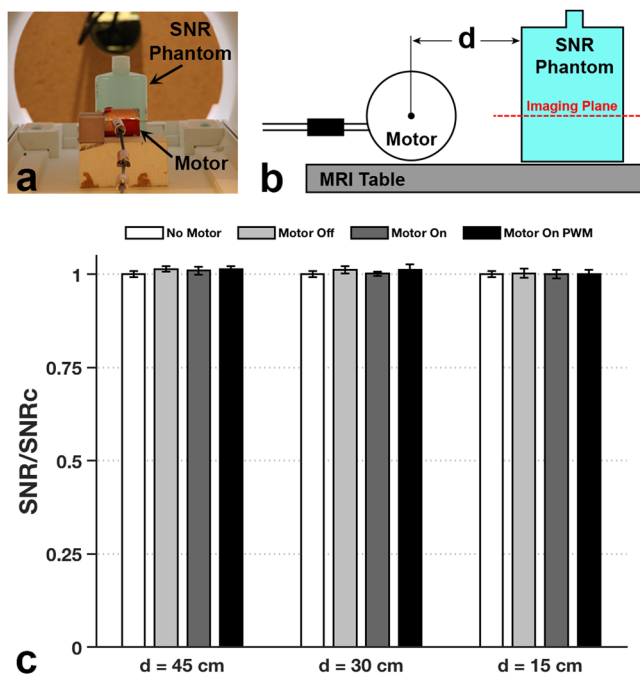 SNR
Phantom
Motor
a
d
SNR
Phantom
Imaging Plane
Motor
MRI Table
b
No Motor
Motor Off
Motor On
Motor On PWM
SNR/SNRc
1
0.75
0.5
0.25
0
d = 45 cm
d = 30 cm
d = 15 cm
c